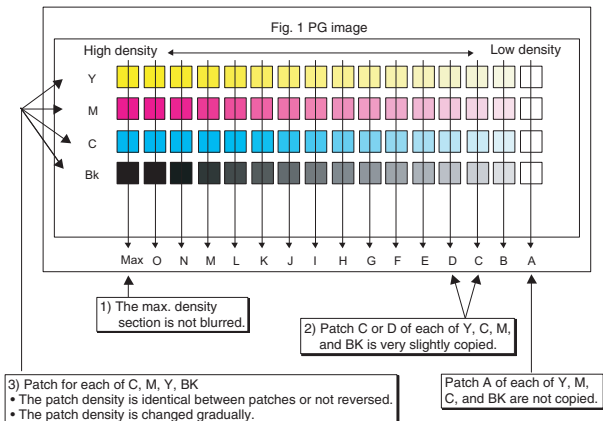 Fig. 1 PG image
High density Low density
Y
M
C
Bk
Max O N M L K J I H G F E D C B A
1) The max. density
section is not blurred.
2) Patch C or D of each of Y, C, M,
and BK is very slightly copied.
3) Patch for each of C, M, Y, BK
• The patch density is identical between patches or not reversed.
• The patch density is changed gradually.
Patch A of each of Y, M,
C, and BK are not copied.